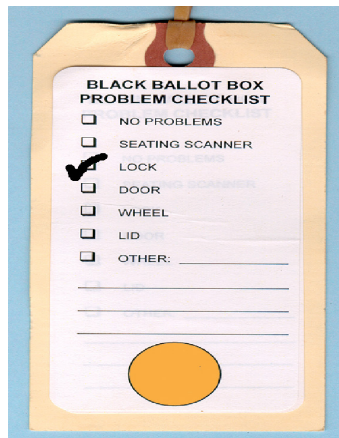 BLACK BALLOT BOX
PROBLEM CHECKLIST
NO PROBLEMS
SEATING SCANNER
LOCK
DOOR
WHEEL
LID
OTHER: